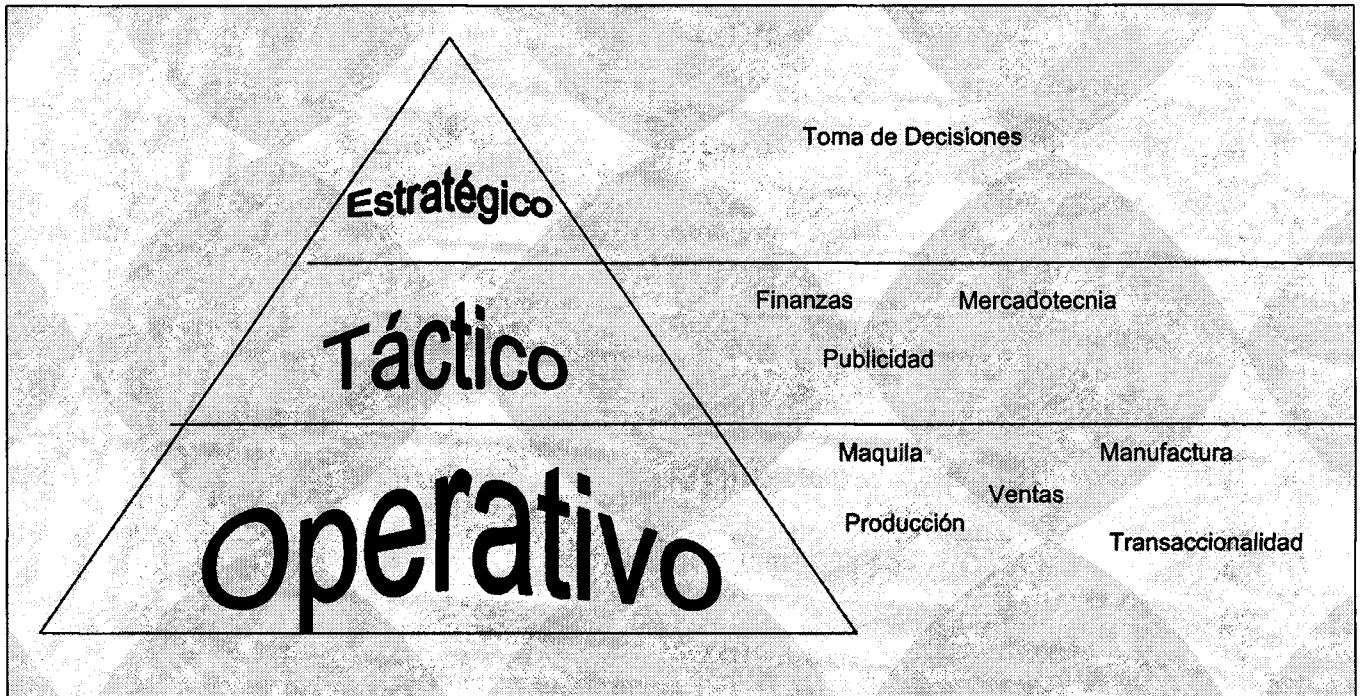 Toma de Decisiones
Estratégico
Finanzas Mercadotecnia
Táctico
Publicidad
Maquila Manufactura
Ventas
Operativo
Producción
Transaccionalidad